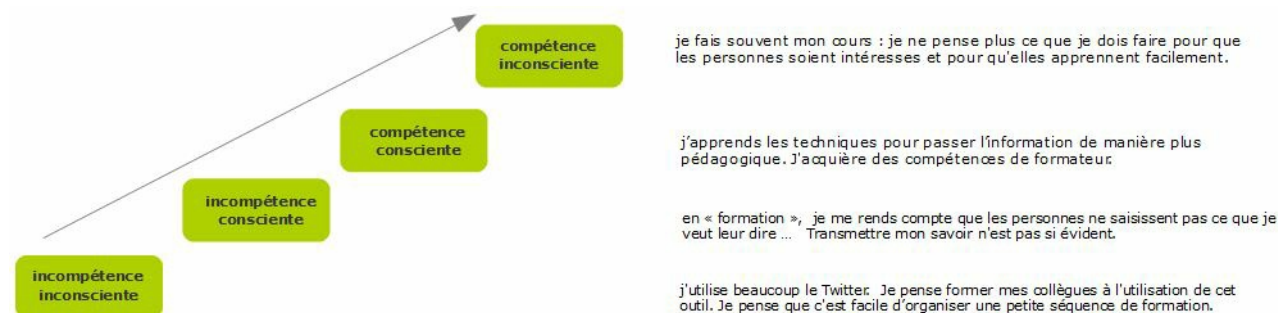 compétence
inconsciente
je fais souvent mon cours : je ne pense plus ce que je dois faire pour que
les personnes soient intéresses et pour qu'elles apprennent facilement.
compétence
consciente
j'apprends les techniques pour passer l'information de manière plus
pédagogique. J'acquière des compétences de formateur.
incompétence
consciente
en « formation », je me rends compte que les personnes ne saisissent pas ce que je
veut leur dire ... Transmettre mon savoir n'est pas si évident.
incompétence
inconsciente
j'utilise beaucoup le Twitter. Je pense former mes collègues à l'utilisation de cet
outil. Je pense que c'est facile d'organiser une petite séquence de formation.